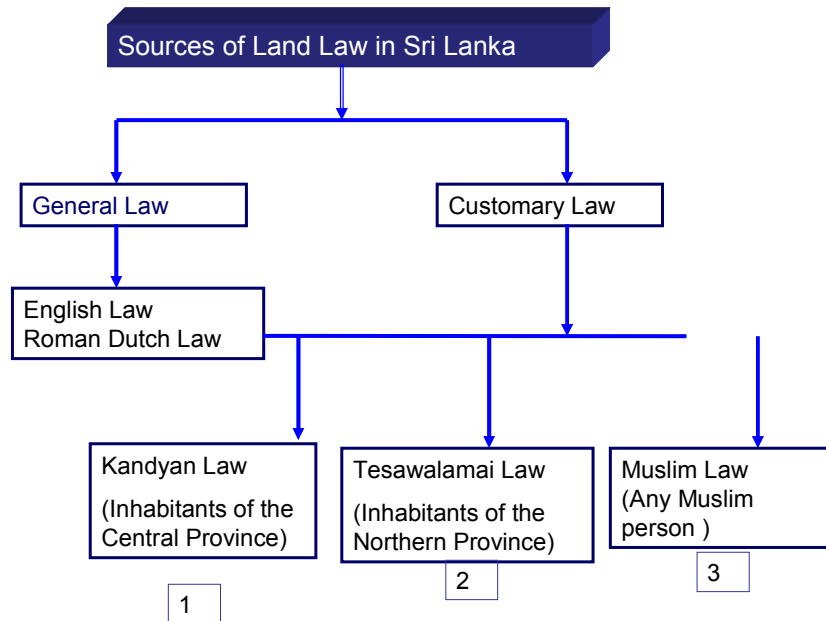 Sources of Land Law in Sri Lanka
General Law
Customary Law
English Law
Roman Dutch Law
Kandyan Law
(Inhabitants of the
Central Province)
1
Tesawalamai Law
(Inhabitants of the
Northern Province)
2
Muslim Law
(Any Muslim
person )
3